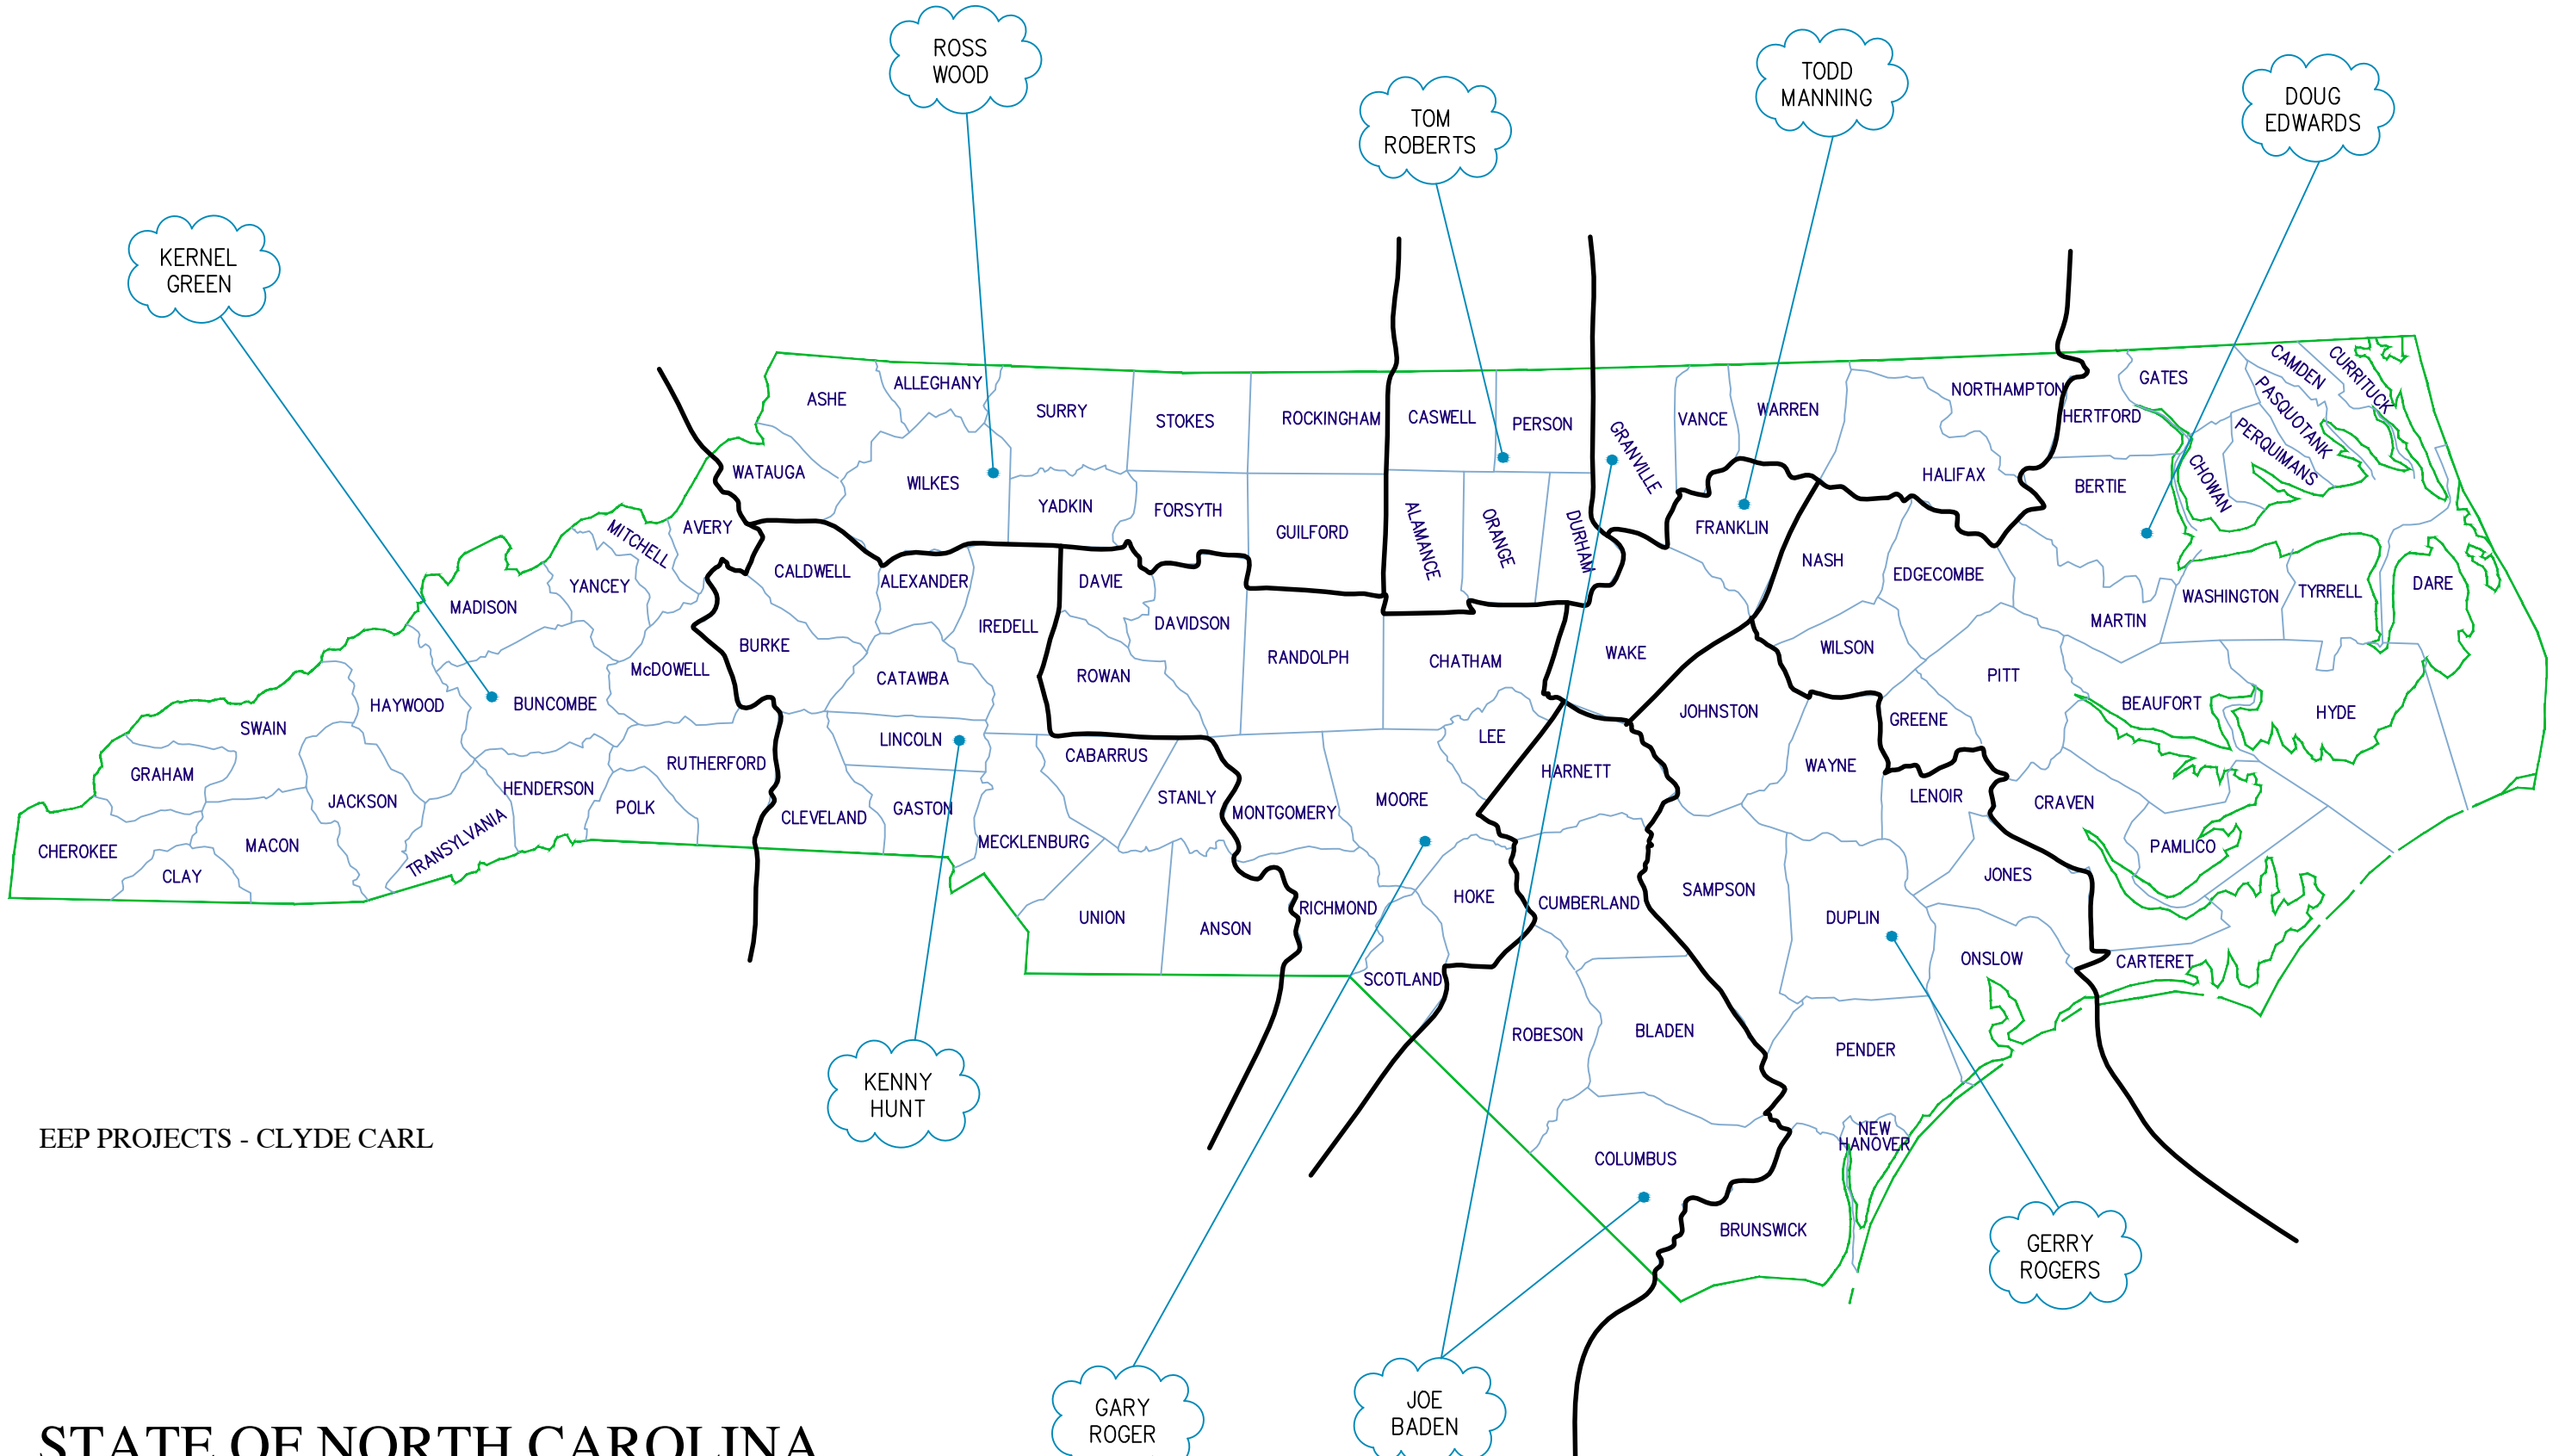 ROSS
WOOD
TODD
MANNING
TOM
ROBERTS
DOUG
EDWARDS
KERNEL
GREEN
ASHE
ALLEGHANY
SURRY
STOKES
ROCKINGHAM
CASWELL
PERSON
GRANVILLE
VANCE
WARREN
NORTHAMPTON
HERTFORD
GATES
CAMDEN
CURRITUCK
PASQUOTANK
PERQUIMANS
CHOWAN
WATAUGA
WILKES
YADKIN
FORSYTH
GUILFORD
ALAMANCE
ORANGE
DURHAM
FRANKLIN
HALIFAX
BERTIE
MITCHELL
AVERY
YANCEY
MADISON
CALDWELL
ALEXANDER
IREDELL
DAVIE
DAVIDSON
NASH
EDGECOMBE
MARTIN
WASHINGTON
TYRRELL
DARE
BURKE
McDOWELL
CATAWBA
ROWAN
RANDOLPH
CHATHAM
WAKE
WILSON
PITT
BEAUFORT
HYDE
SWAIN
HAYWOOD
BUNCOMBE
LINCOLN
CABARRUS
LEE
JOHNSTON
GREENE
GRAHAM
JACKSON
HENDERSON
RUTHERFORD
POLK
CLEVELAND
GASTON
STANLY
MONTGOMERY
MOORE
HARNETT
WAYNE
LENOIR
CRAVEN
CHEROKEE
CLAY
MACON
TRANSYLVANIA
MECKLENBURG
PAMLICO
UNION
ANSON
RICHMOND
HOKE
CUMBERLAND
SAMPSON
DUPLIN
JONES
SCOTLAND
ONSLOW
CARTERET
ROBESON
BLADEN
PENDER
KENNY
HUNT
EEP PROJECTS - CLYDE CARL
NEW
HANOVER
COLUMBUS
BRUNSWICK
GERRY
ROGERS
GARY
ROGER
JOE
BADEN
STATE OF NORTH CAROLINA